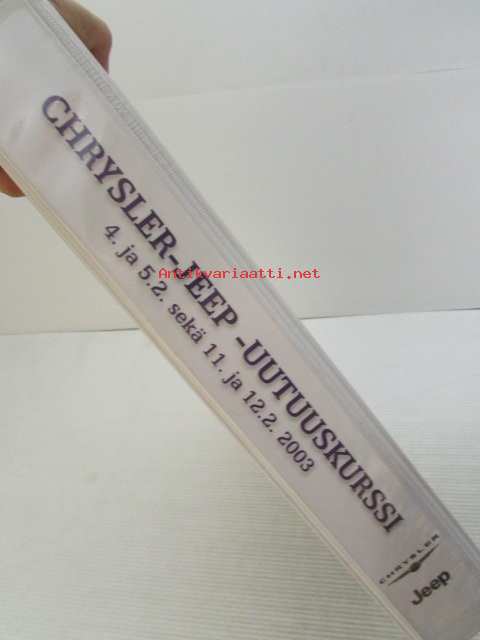 CHRYSLER-JEEP -UUTUUSKURSSI
4. ja 5.2. sekä 11. ja 12.2. 2003
Antikvariaatti.net
CHRYSLER
Jeep